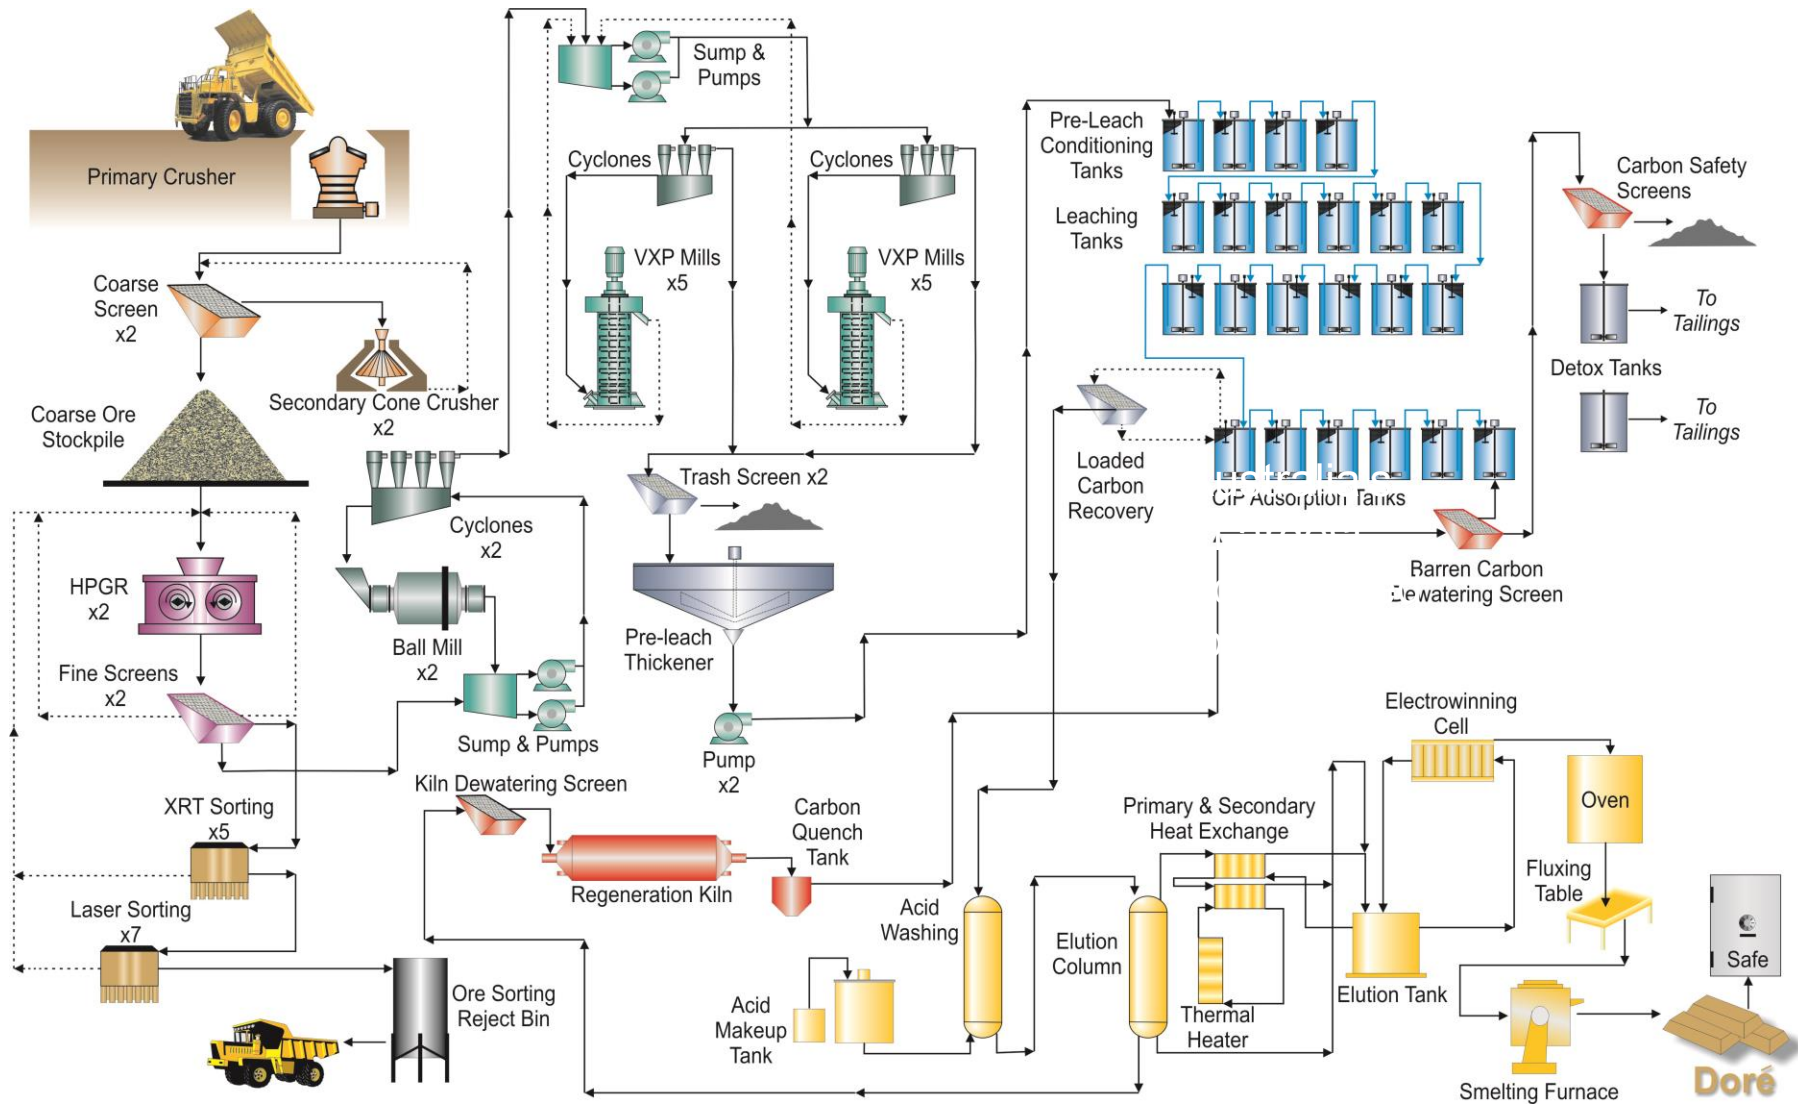 Primary Crusher
Coarse
Screen
x2
Secondary Cone Crusher
x2
Coarse Ore
Stockpile
HPGR
x2
Fine Screens
x2
XRT Sorting
x5
Laser Sorting
x7
Ore Sorting
Reject Bin
Cyclones
x2
Ball Mill
x2
Sump & Pumps
Sump &
Pumps
Cyclones
VXP Mills
x5
Cyclones
VXP Mills
x5
Trash Screen x2
Pre-leach
Thickener
Pump
x2
Pre-Leach
Conditioning
Tanks
Leaching
Tanks
Loaded
Carbon
Recovery
CIP Adsorption Tanks
Barren Carbon
Dewatering Screen
Carbon Safety
Screens
To
Tailings
Detox Tanks
To
Tailings
Kiln Dewatering Screen
Regeneration Kiln
Carbon
Quench
Tank
Acid
Makeup
Tank
Acid
Washing
Elution
Column
Primary & Secondary
Heat Exchange
Thermal
Heater
Elution Tank
Electrowinning
Cell
Oven
Fluxing
Table
Smelting Furnace
Safe
Doré